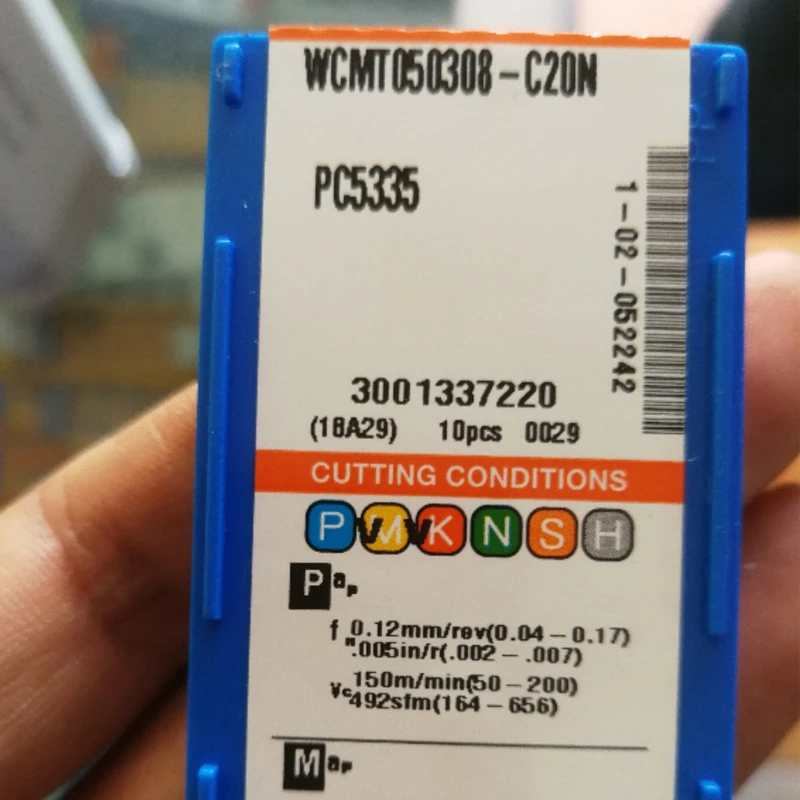 WCMT050308-C20N
PC5335
1-02-052242
3001337220
(18A29) 10pcs 0029
CUTTING CONDITIONS
P M K N S H
P ap
fn 0.12mm/rev(0.04-0.17)
.005in/r(.002-.007)
vc 150m/min(50-200)
492sfm(164-656)
M ap